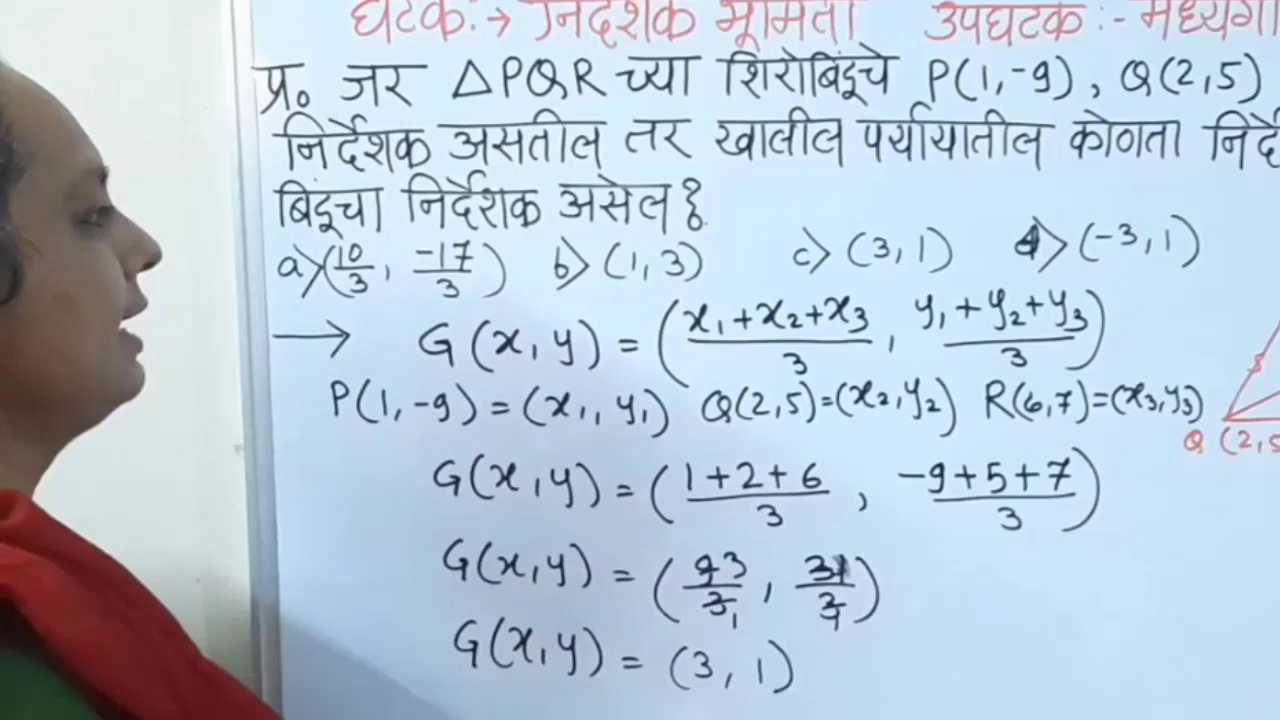 घटकः→ निर्देशक भूमिती उपघटकः- मध्यगा
प्र० जर △PQR च्या शिरोबिंदूचे P(1,-9), Q(2,5)
निर्देशक असतील तर खालील पर्यायातील कोणता
बिंदूचा निर्देशक असेल?
a) (10/3, -17/3) b) (1,3) c) (3,1) d) (-3,1)
→ G(x,y) = (x₁+x₂+x₃/3, y₁+y₂+y₃/3)
P(1,-9)=(x₁,y₁) Q(2,5)=(x₂,y₂) R(6,7)=(x₃,y₃)
Q (2,5
G(x,y) = (1+2+6/3, -9+5+7/3)
G(x,y) = (9/3, 3/3)
G(x,y) = (3,1)